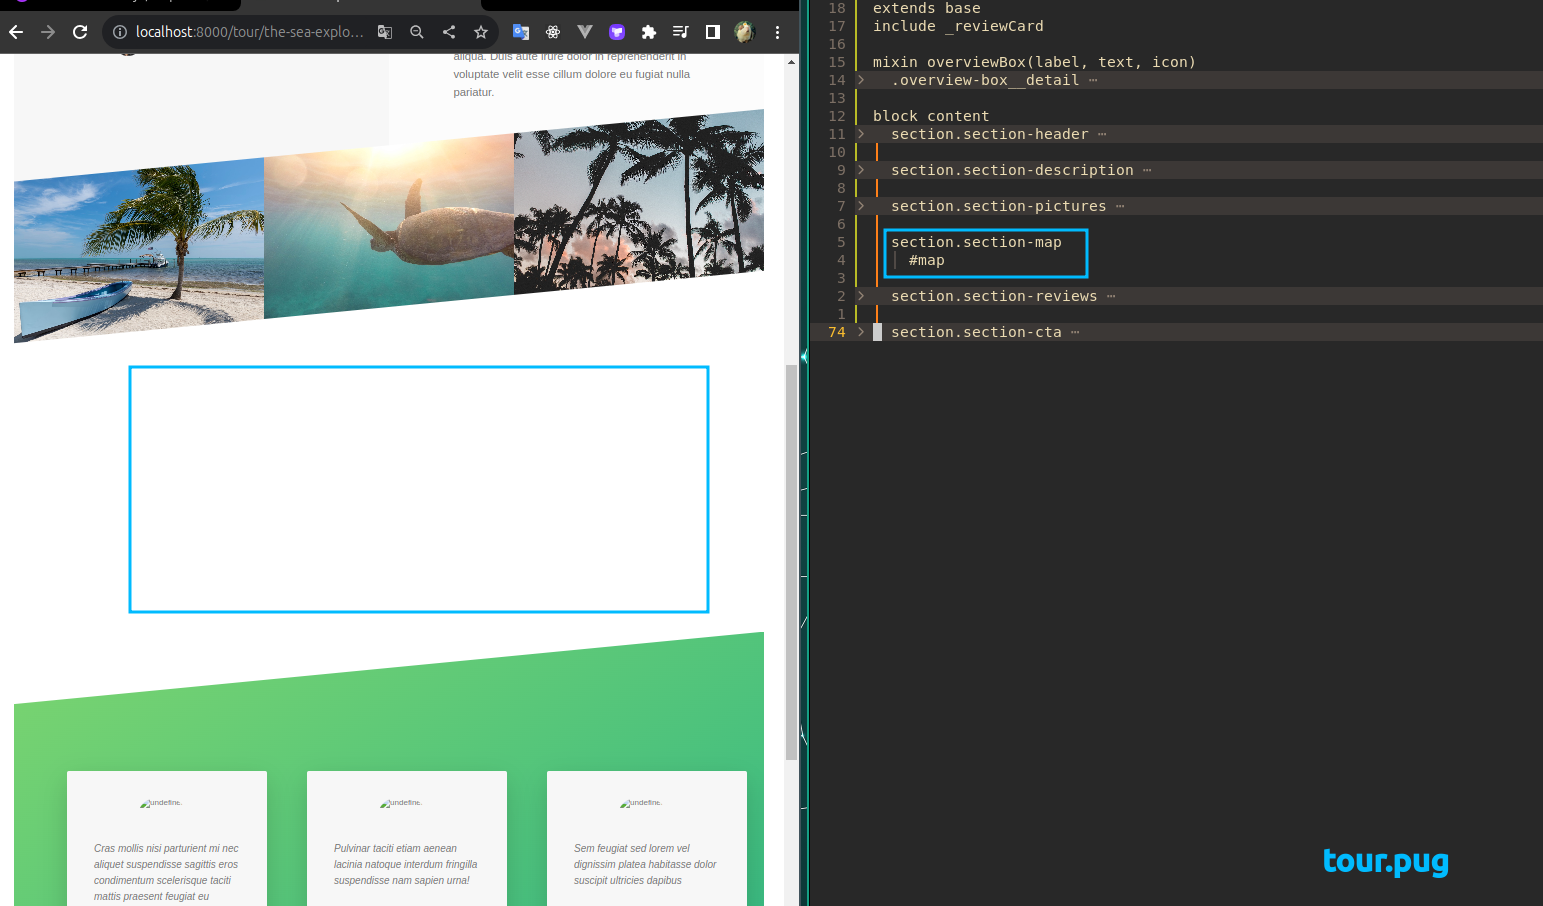 localhost:8000/tour/the-sea-explo...
aliqua. Duis aute irure dolor in reprehenderit in
voluptate velit esse cillum dolore eu fugiat nulla
pariatur.
undefine.
undefine.
undefine.
Cras mollis nisi parturient mi nec
aliquet suspendisse sagittis eros
condimentum scelerisque taciti
mattis praesent feugiat eu
Pulvinar taciti etiam aenean
lacinia natoque interdum fringilla
suspendisse nam sapien urna!
Sem feugiat sed lorem vel
dignissim platea habitasse dolor
suscipit ultricies dapibus
18 extends base
17 include _reviewCard
16
15 mixin overviewBox(label, text, icon)
14 > .overview-box__detail ⋯
13
12 block content
11 > section.section-header ⋯
10
9 > section.section-description ⋯
8
7 > section.section-pictures ⋯
6
5 section.section-map
4 #map
3
2 > section.section-reviews ⋯
1
74 > section.section-cta ⋯
tour.pug